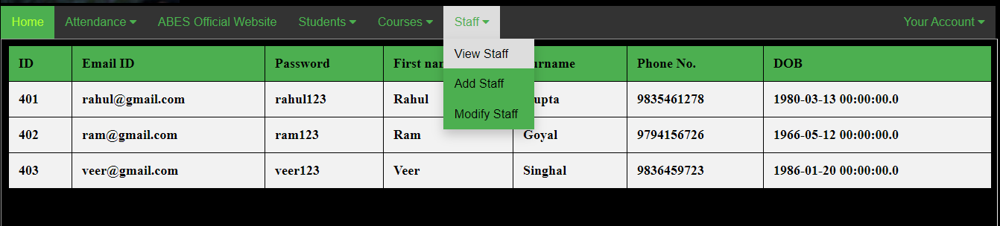 Home Attendance ABES Official Website Students Courses Staff Your Account
View Staff
Add Staff
Modify Staff
ID Email ID Password First nam urname Phone No. DOB
401 rahul@gmail.com rahul123 Rahul upta 9835461278 1980-03-13 00:00:00.0
402 ram@gmail.com ram123 Ram Goyal 9794156726 1966-05-12 00:00:00.0
403 veer@gmail.com veer123 Veer Singhal 9836459723 1986-01-20 00:00:00.0